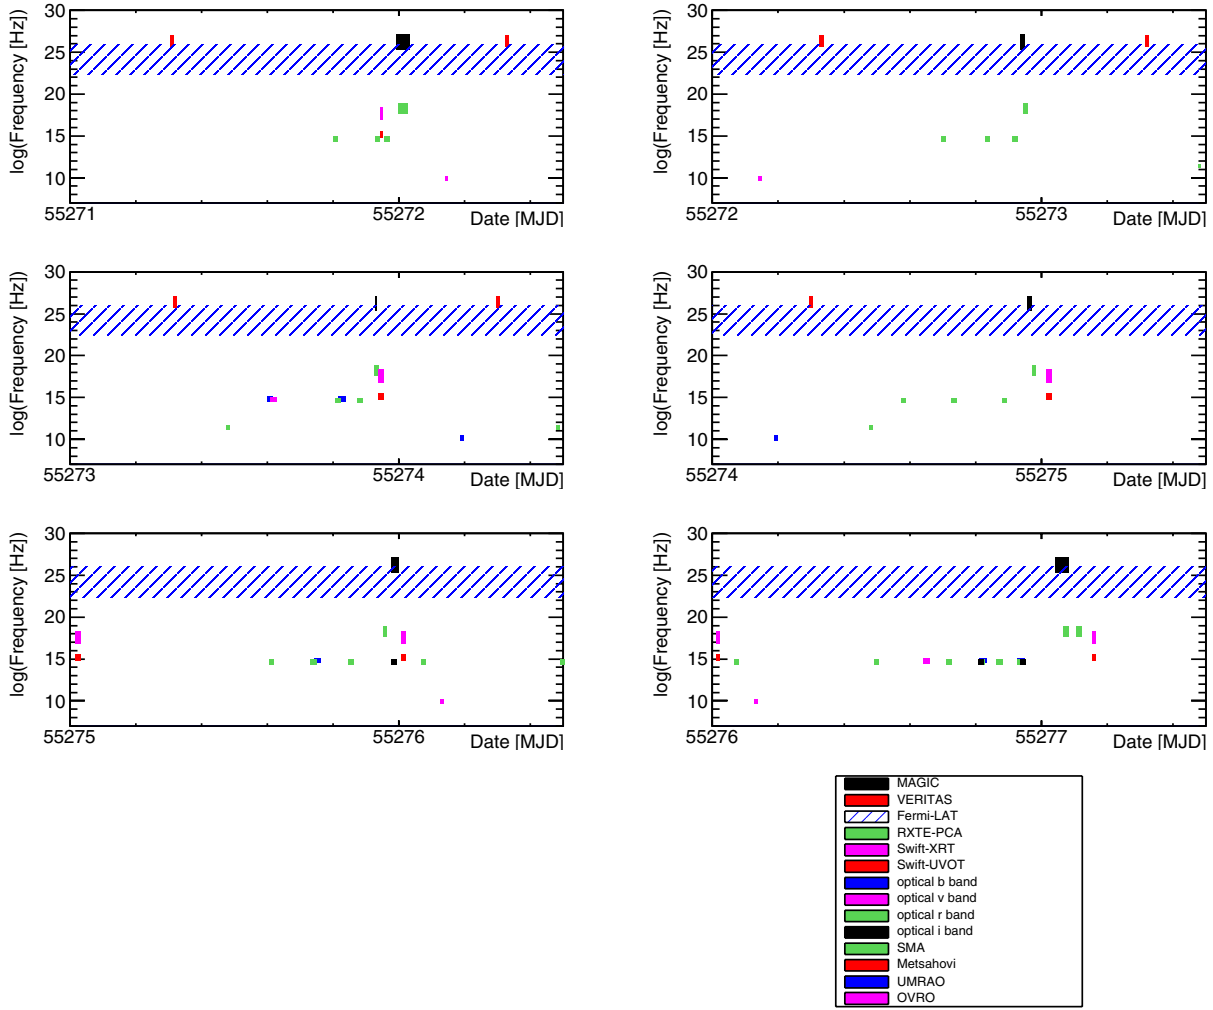 log(Frequency [Hz])
30
25
20
15
10
55271
55272
Date [MJD]
log(Frequency [Hz])
30
25
20
15
10
55272
55273
Date [MJD]
log(Frequency [Hz])
30
25
20
15
10
55273
55274
Date [MJD]
log(Frequency [Hz])
30
25
20
15
10
55274
55275
Date [MJD]
log(Frequency [Hz])
30
25
20
15
10
55275
55276
Date [MJD]
log(Frequency [Hz])
30
25
20
15
10
55276
55277
Date [MJD]
MAGIC
VERITAS
Fermi-LAT
RXTE-PCA
Swift-XRT
Swift-UVOT
optical b band
optical v band
optical r band
optical i band
SMA
Metsahovi
UMRAO
OVRO